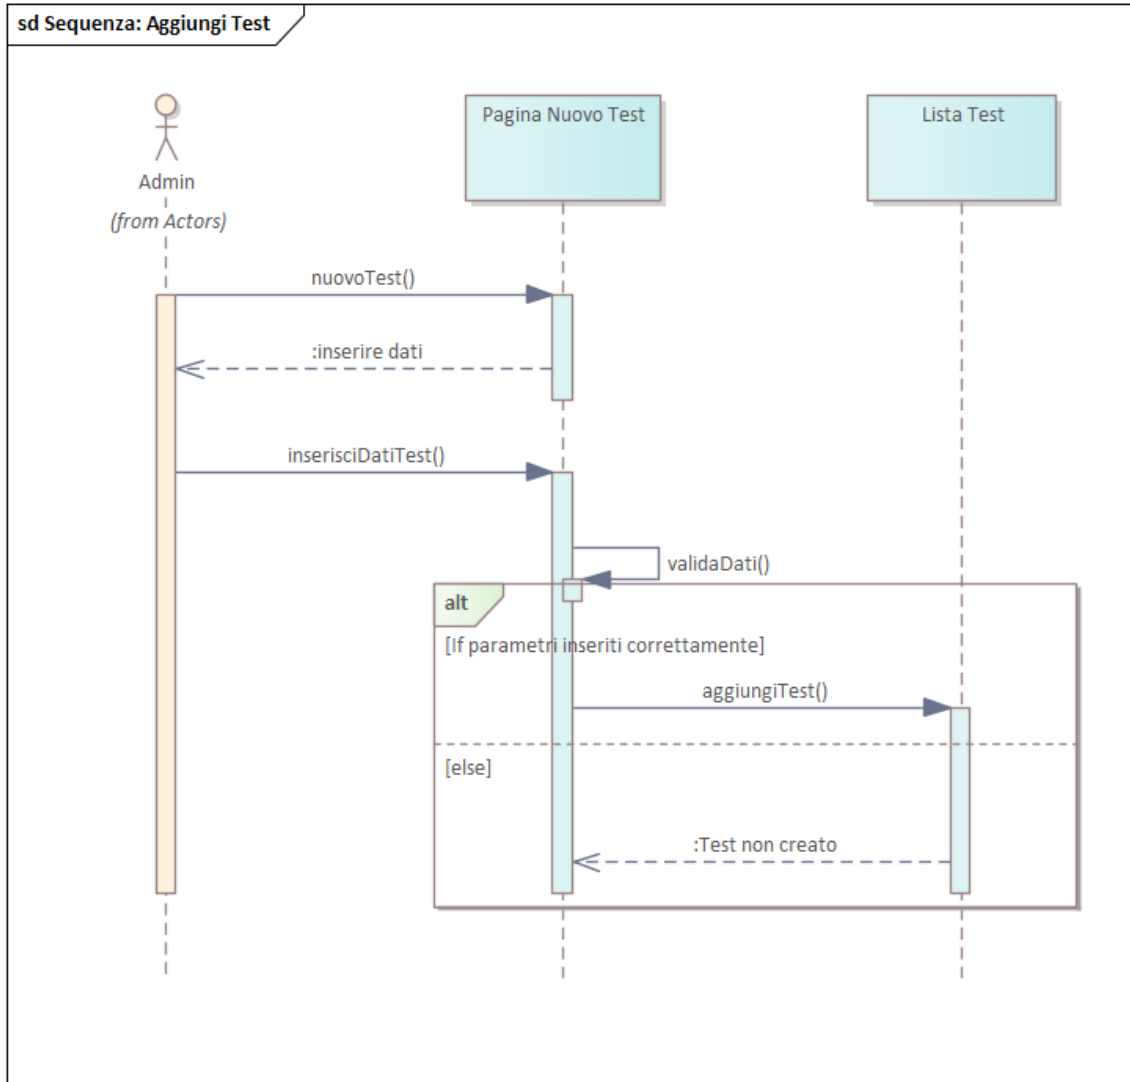 sd Sequenza: Aggiungi Test
Pagina Nuovo Test
Lista Test
Admin
(from Actors)
nuovoTest()
:inserire dati
inserisciDatiTest()
validaDati()
alt
[If parametri inseriti correttamente]
aggiungiTest()
[else]
:Test non creato